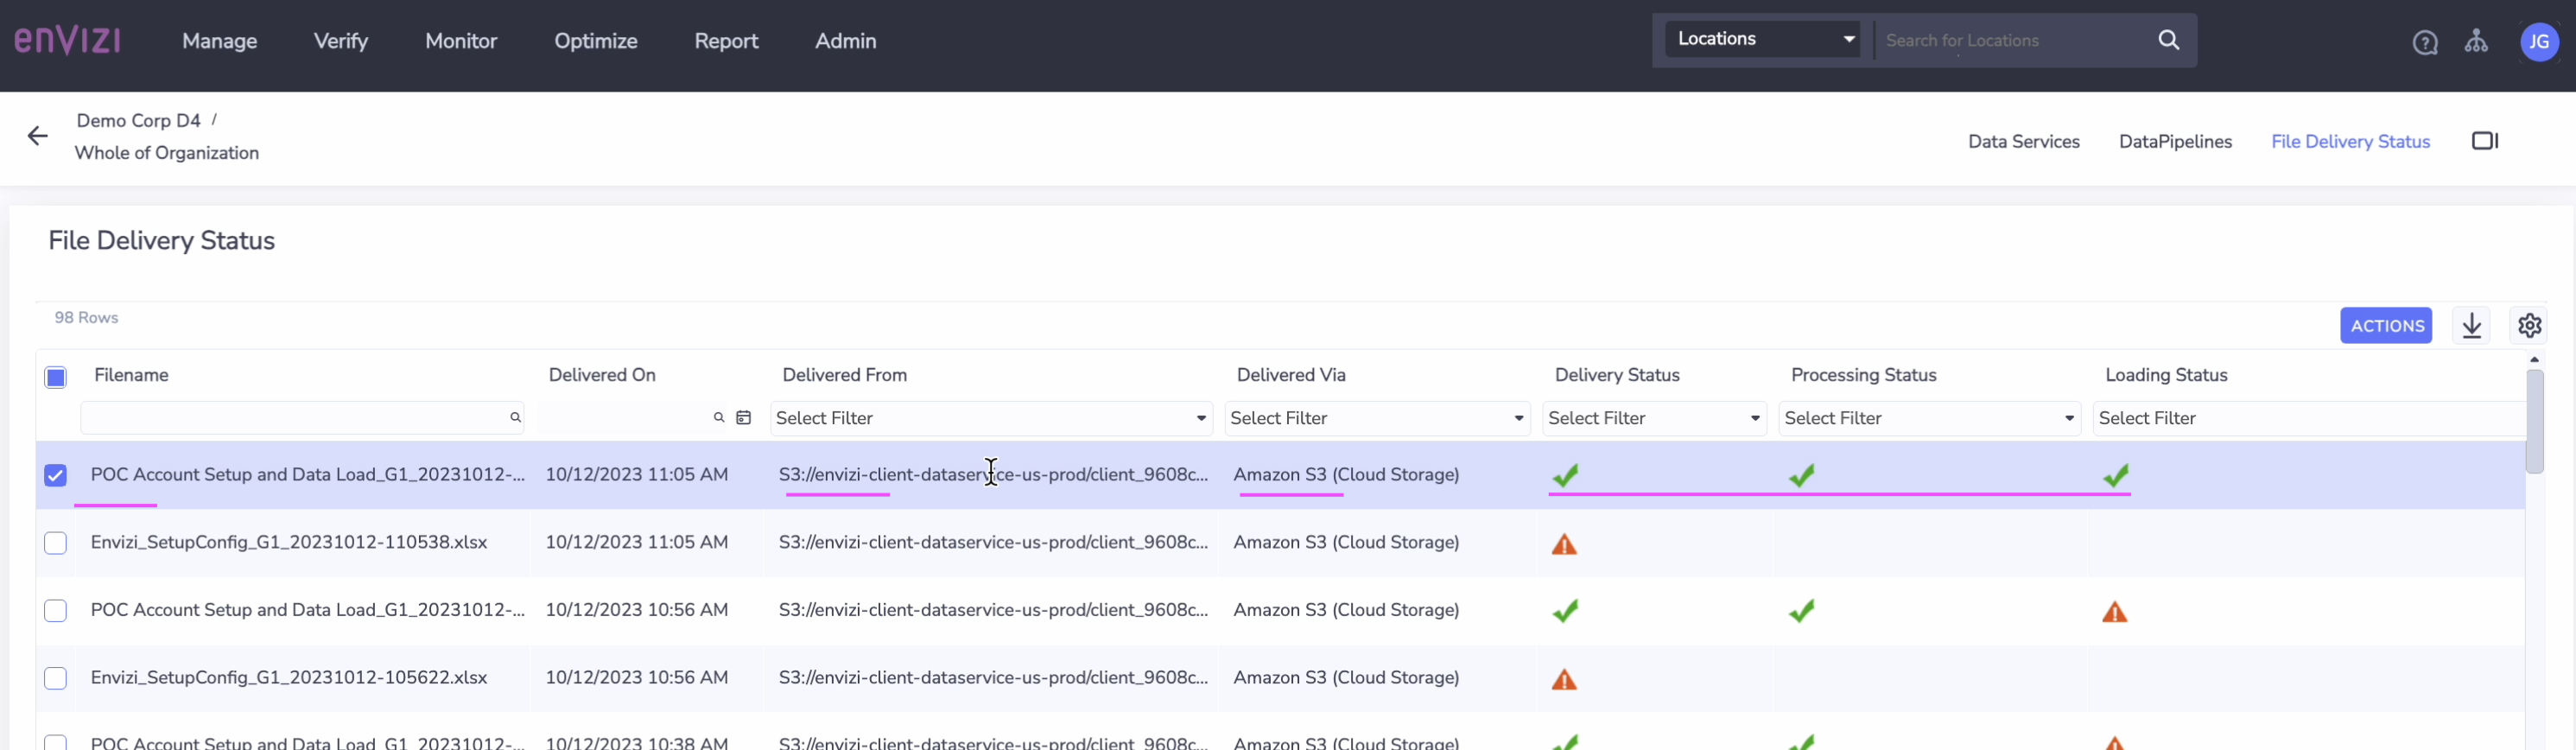 enVIZI
Manage Verify Monitor Optimize Report Admin Locations Search for Locations JG
Demo Corp D4 /
Whole of Organization
Data Services DataPipelines File Delivery Status
File Delivery Status
98 Rows
ACTIONS
Filename Delivered On Delivered From Delivered Via Delivery Status Processing Status Loading Status
Select Filter Select Filter Select Filter Select Filter Select Filter
POC Account Setup and Data Load_G1_20231012-... 10/12/2023 11:05 AM S3://envizi-client-dataservice-us-prod/client_9608c... Amazon S3 (Cloud Storage)
Envizi_SetupConfig_G1_20231012-110538.xlsx 10/12/2023 11:05 AM S3://envizi-client-dataservice-us-prod/client_9608c... Amazon S3 (Cloud Storage)
POC Account Setup and Data Load_G1_20231012-... 10/12/2023 10:56 AM S3://envizi-client-dataservice-us-prod/client_9608c... Amazon S3 (Cloud Storage)
Envizi_SetupConfig_G1_20231012-105622.xlsx 10/12/2023 10:56 AM S3://envizi-client-dataservice-us-prod/client_9608c... Amazon S3 (Cloud Storage)
POC Account Setup and Data Load_G1_20231012-... 10/12/2023 10:38 AM S3://envizi-client-dataservice-us-prod/client_9608c... Amazon S3 (Cloud Storage)